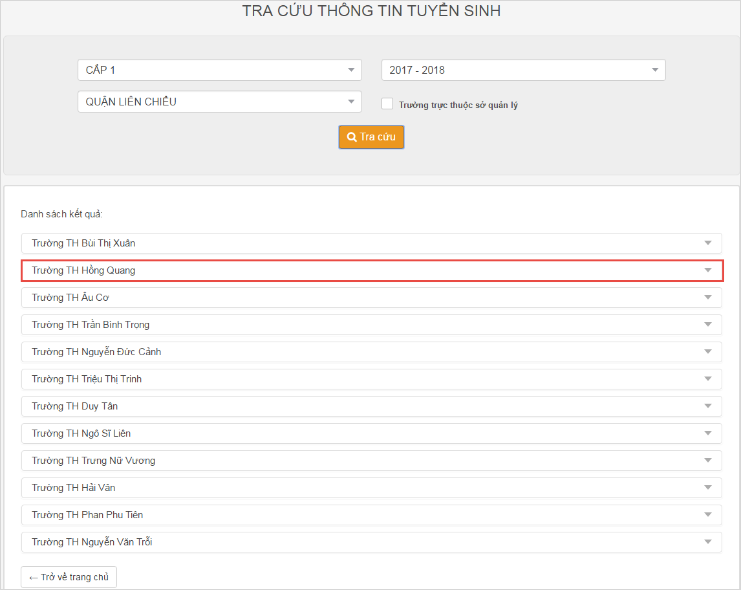 TRA CỨU THÔNG TIN TUYỂN SINH
CẤP 1
2017 - 2018
QUẬN LIÊN CHIỂU
Trường trực thuộc sở quản lý
Tra cứu
Danh sách kết quả:
Trường TH Bùi Thị Xuân
Trường TH Hồng Quang
Trường TH Âu Cơ
Trường TH Trần Bình Trọng
Trường TH Nguyễn Đức Cảnh
Trường TH Triệu Thị Trinh
Trường TH Duy Tân
Trường TH Ngô Sĩ Liên
Trường TH Trưng Nữ Vương
Trường TH Hải Vân
Trường TH Phan Phu Tiên
Trường TH Nguyễn Văn Trỗi
← Trở về trang chủ